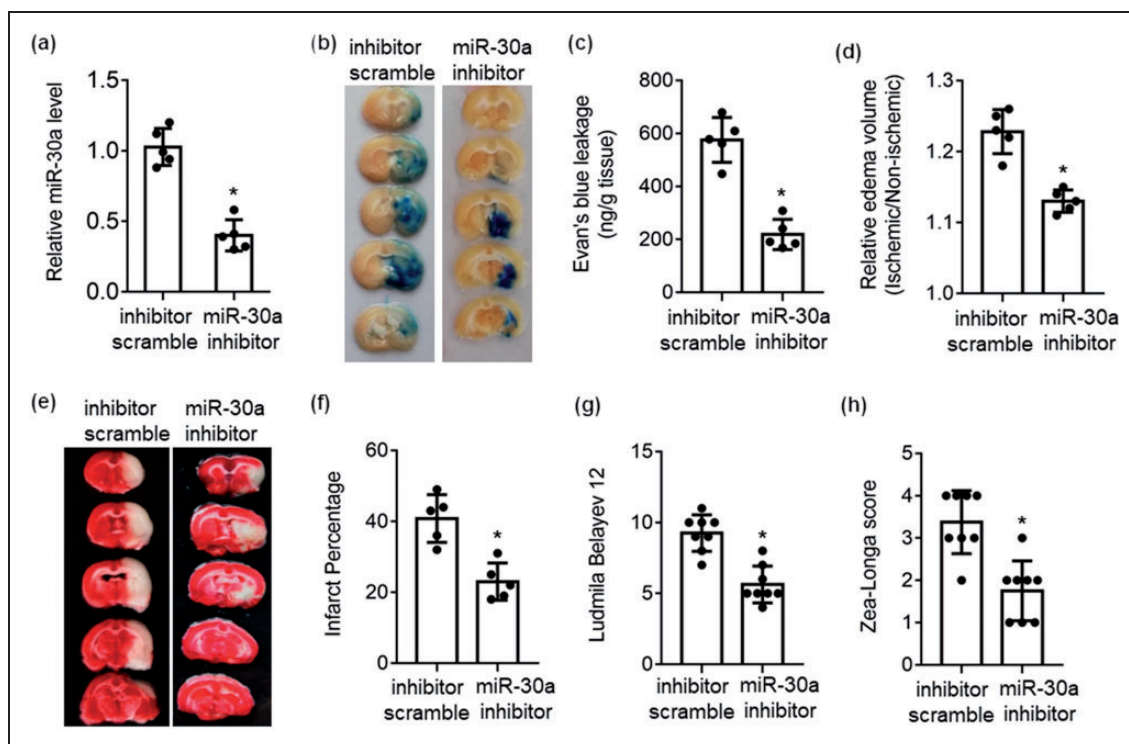 (a)
Relative miR-30a level
1.5
1.0
0.5
0.0
*
inhibitor
scramble
miR-30a
inhibitor
(b)
inhibitor
scramble
miR-30a
inhibitor
(c)
Evan's blue leakage
(ng/g tissue)
800
600
400
200
0
*
inhibitor
scramble
miR-30a
inhibitor
(d)
Relative edema volume
(Ischemic/Non-ischemic)
1.3
1.2
1.1
1.0
*
inhibitor
scramble
miR-30a
inhibitor
(e)
inhibitor
scramble
miR-30a
inhibitor
(f)
Infarct Percentage
60
40
20
0
*
inhibitor
scramble
miR-30a
inhibitor
(g)
Ludmila Belayev 12
15
10
5
0
*
inhibitor
scramble
miR-30a
inhibitor
(h)
Zea-Longa score
5
4
3
2
1
0
*
inhibitor
scramble
miR-30a
inhibitor